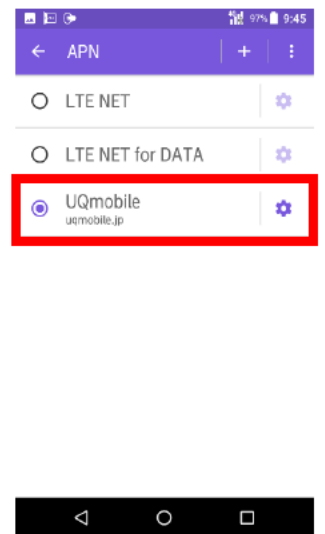 97% 9:45
APN
LTE NET
LTE NET for DATA
UQmobile
uqmobile.jp